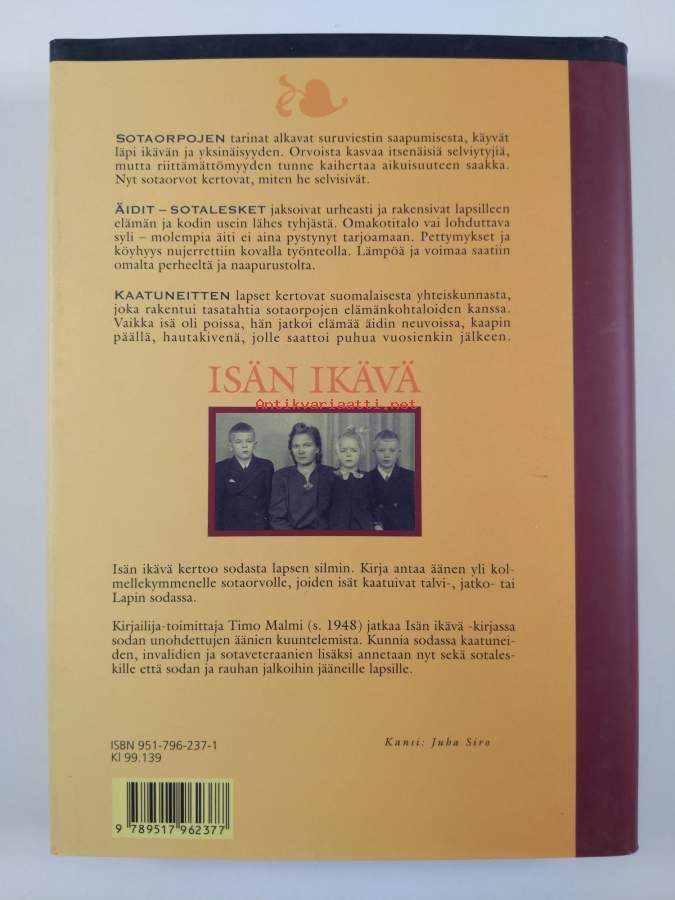 SOTAORPOJEN tarinat alkavat suruviestin saapumisesta, käyvät
läpi ikävän ja yksinäisyyden. Orvoista kasvaa itsenäisiä selviytyjiä,
mutta riittämättömyyden tunne kaihertaa aikuisuuteen saakka.
Nyt sotaorvot kertovat, miten he selvisivät.
ÄIDIT – SOTALESKET jaksoivat urheasti ja rakensivat lapsilleen
elämän ja kodin usein lähes tyhjästä. Omakotitalo vai lohduttava
syli – molempia äiti ei aina pystynyt tarjoamaan. Pettymykset ja
köyhyys nujerrettiin kovalla työnteolla. Lämpöä ja voimaa saatiin
omalta perheeltä ja naapurustolta.
KAATUNEITTEN lapset kertovat suomalaisesta yhteiskunnasta,
joka rakentui tasatahtia sotaorpojen elämänkohtaloiden kanssa.
Vaikka isä oli poissa, hän jatkoi elämää äidin neuvoissa, kaapin
päällä, hautakivenä, jolle saattoi puhua vuosienkin jälkeen.
ISÄN IKÄVÄ
Antikvariaatti.net
Isän ikävä kertoo sodasta lapsen silmin. Kirja antaa äänen yli kol-
mellekymmenelle sotaorvolle, joiden isät kaatuivat talvi-, jatko- tai
Lapin sodassa.
Kirjailija-toimittaja Timo Malmi (s. 1948) jatkaa Isän ikävä -kirjassa
sodan unohdettujen äänien kuuntelemista. Kunnia sodassa kaatunei-
den, invalidien ja sotaveteraanien lisäksi annetaan nyt sekä sotales-
kille että sodan ja rauhan jalkoihin jääneille lapsille.
ISBN 951-796-237-1
Kl 99.139
Kansi: Juha Siro
9 789517 962377